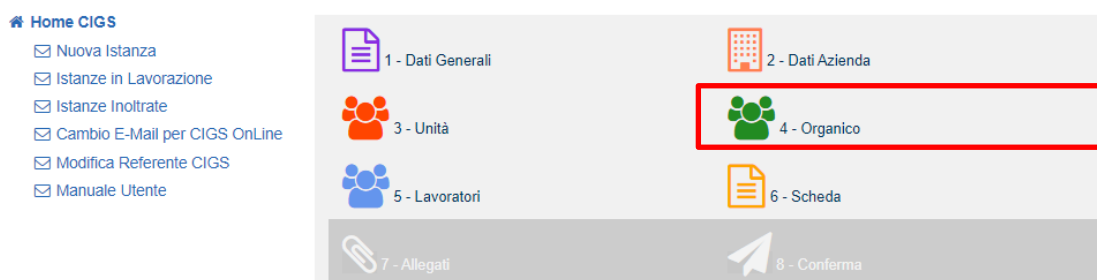 Home CIGS
Nuova Istanza
Istanze in Lavorazione
Istanze Inoltrate
Cambio E-Mail per CIGS OnLine
Modifica Referente CIGS
Manuale Utente
1 - Dati Generali
2 - Dati Azienda
3 - Unità
4 - Organico
5 - Lavoratori
6 - Scheda
7 - Allegati
8 - Conferma